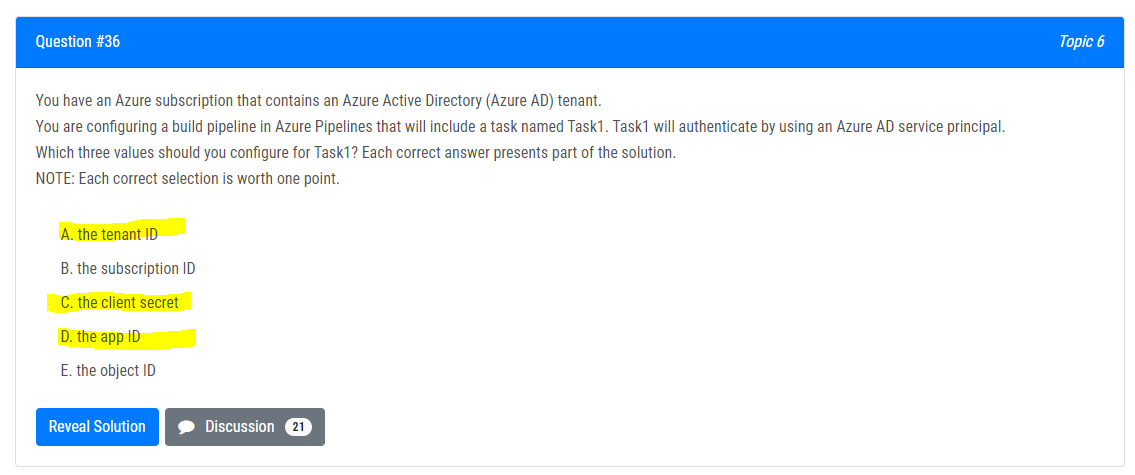 Question #36
Topic 6
You have an Azure subscription that contains an Azure Active Directory (Azure AD) tenant.
You are configuring a build pipeline in Azure Pipelines that will include a task named Task1. Task1 will authenticate by using an Azure AD service principal.
Which three values should you configure for Task1? Each correct answer presents part of the solution.
NOTE: Each correct selection is worth one point.
A. the tenant ID
B. the subscription ID
C. the client secret
D. the app ID
E. the object ID
Reveal Solution
Discussion 21